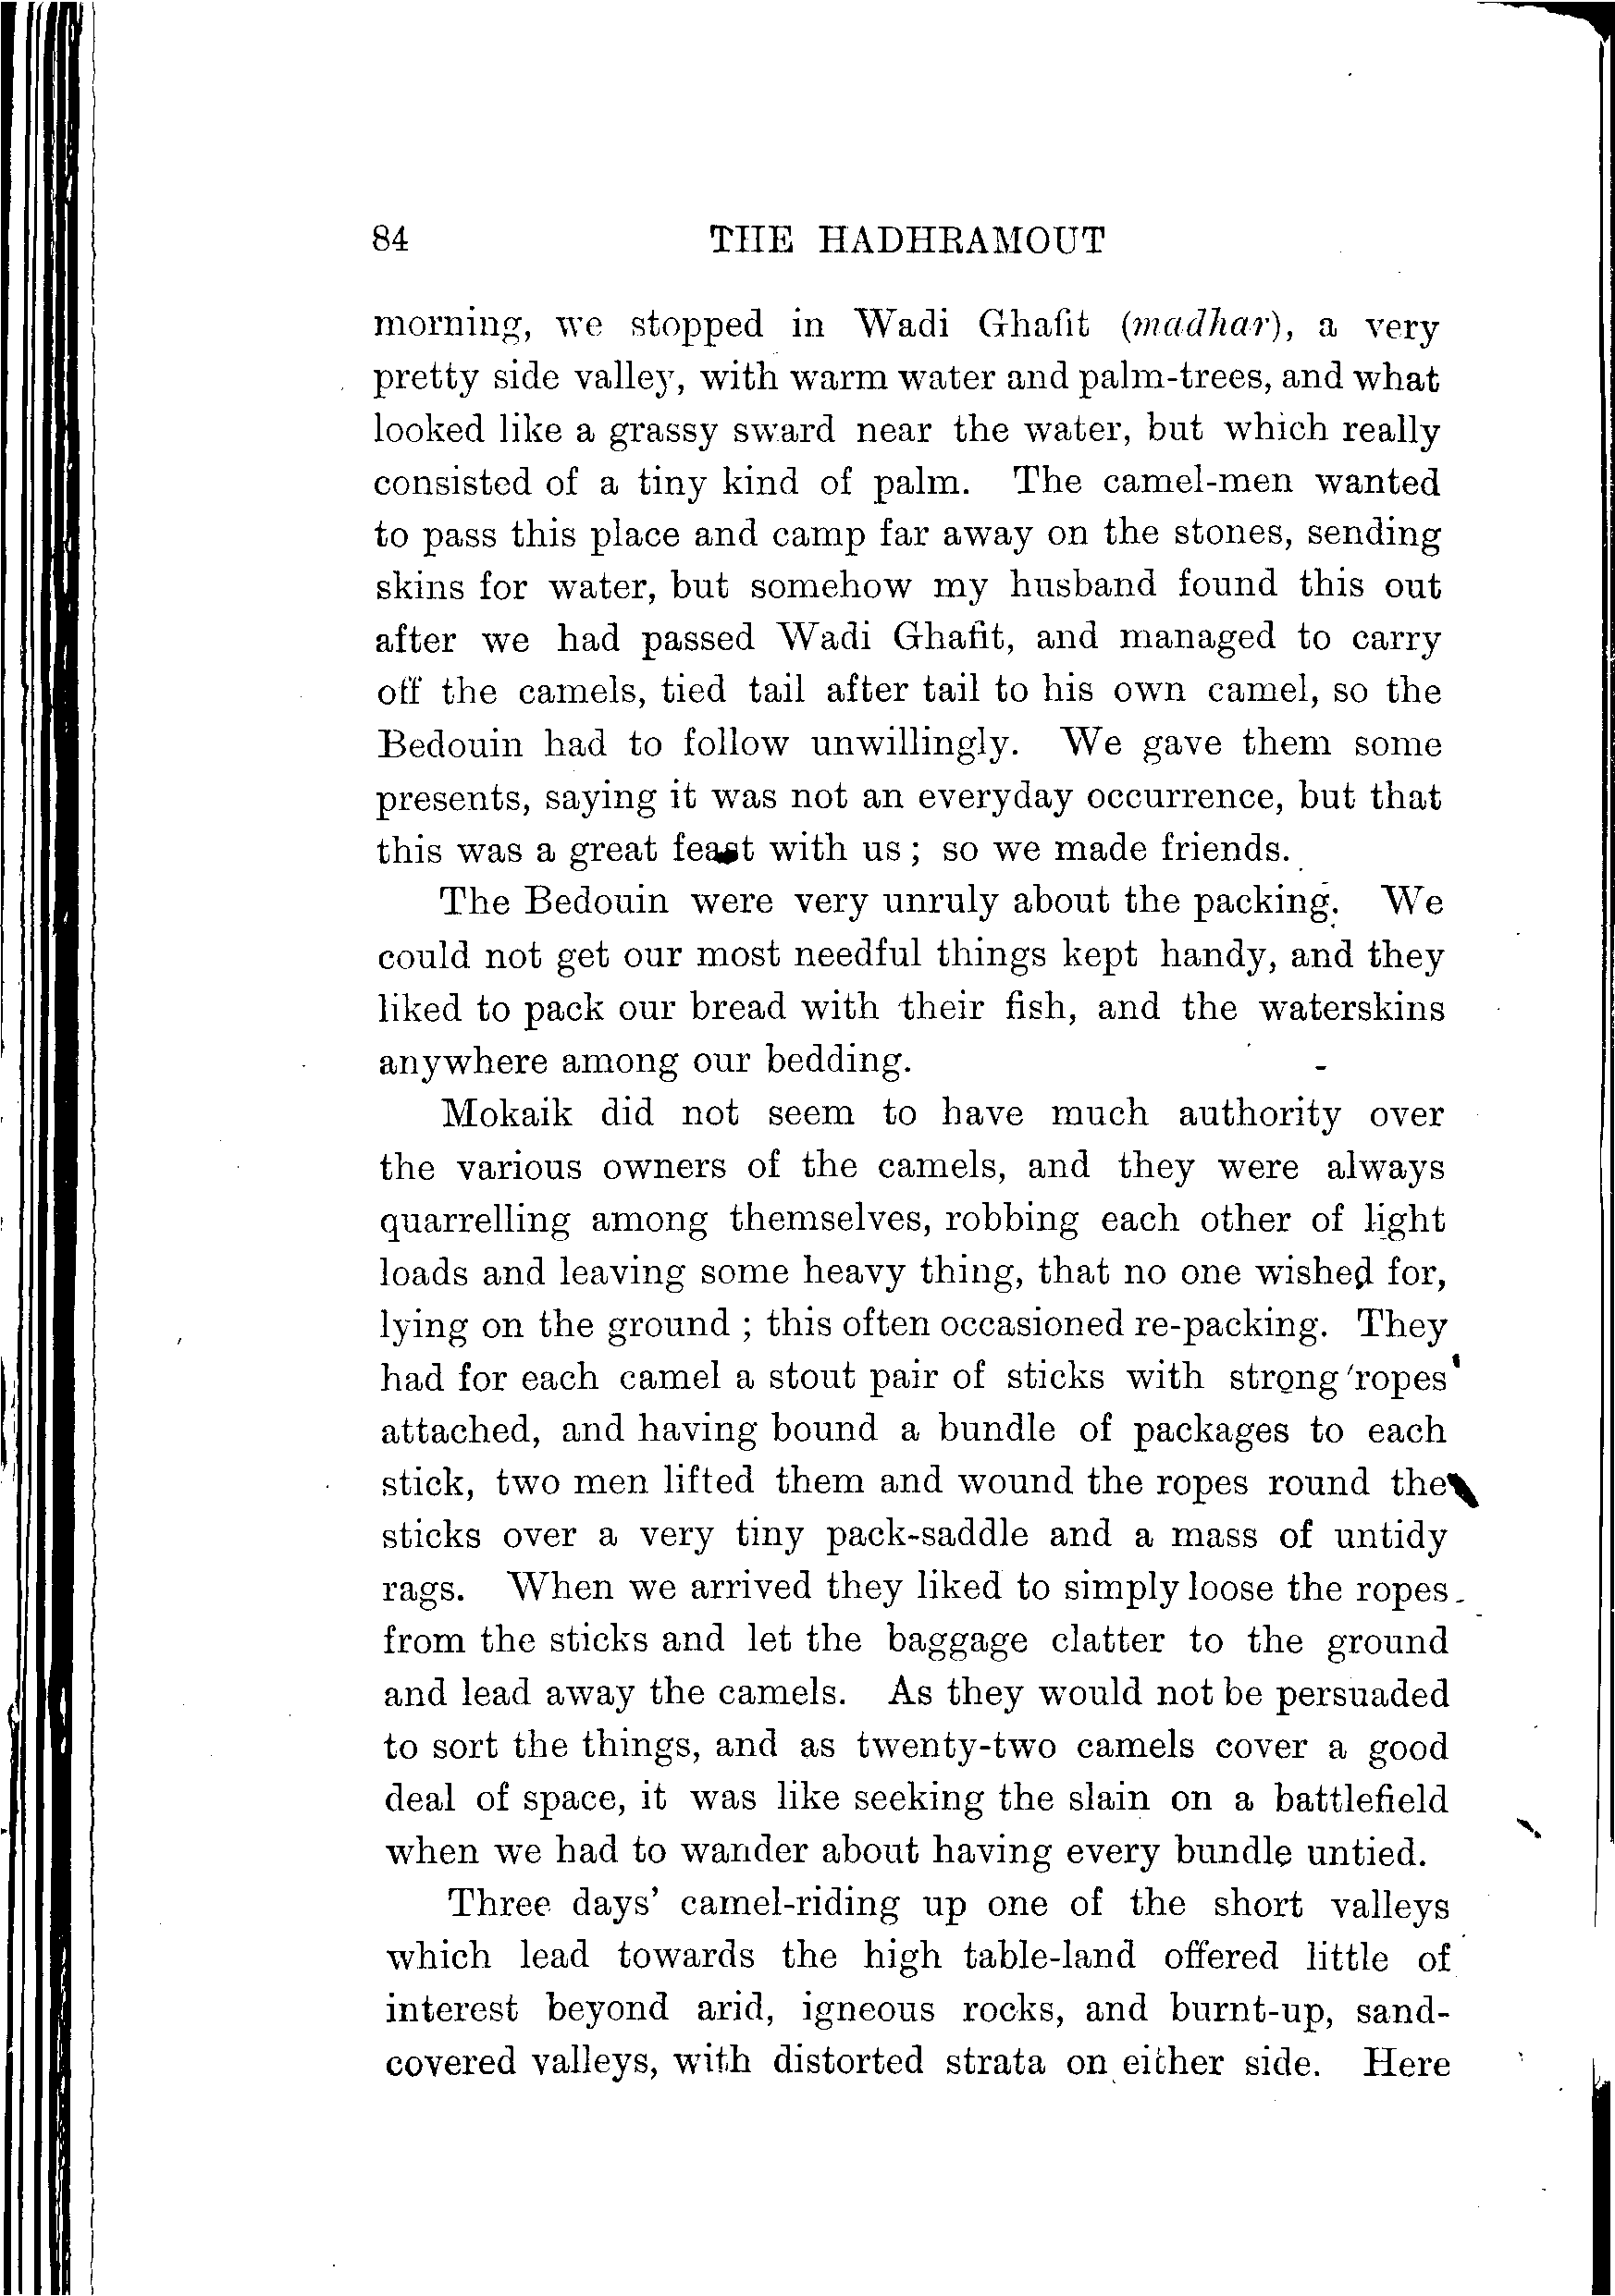 84 THE HADHRAMOUT
morning, we stopped in Wadi Ghafit (madhar), a very
pretty side valley, with warm water and palm-trees, and what
looked like a grassy sward near the water, but which really
consisted of a tiny kind of palm. The camel-men wanted
to pass this place and camp far away on the stones, sending
skins for water, but somehow my husband found this out
after we had passed Wadi Ghafit, and managed to carry
off the camels, tied tail after tail to his own camel, so the
Bedouin had to follow unwillingly. We gave them some
presents, saying it was not an everyday occurrence, but that
this was a great feast with us ; so we made friends.
The Bedouin were very unruly about the packing. We
could not get our most needful things kept handy, and they
liked to pack our bread with their fish, and the waterskins
anywhere among our bedding.
Mokaik did not seem to have much authority over
the various owners of the camels, and they were always
quarrelling among themselves, robbing each other of light
loads and leaving some heavy thing, that no one wished for,
lying on the ground ; this often occasioned re-packing. They
had for each camel a stout pair of sticks with strong ropes
attached, and having bound a bundle of packages to each
stick, two men lifted them and wound the ropes round the
sticks over a very tiny pack-saddle and a mass of untidy
rags. When we arrived they liked to simply loose the ropes
from the sticks and let the baggage clatter to the ground
and lead away the camels. As they would not be persuaded
to sort the things, and as twenty-two camels cover a good
deal of space, it was like seeking the slain on a battlefield
when we had to wander about having every bundle untied.
Three days' camel-riding up one of the short valleys
which lead towards the high table-land offered little of
interest beyond arid, igneous rocks, and burnt-up, sand-
covered valleys, with distorted strata on either side. Here